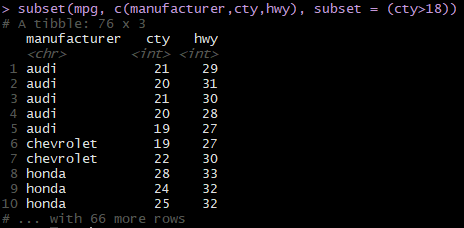 > subset(mpg, c(manufacturer,cty,hwy), subset = (cty>18))
# A tibble: 76 x 3
manufacturer cty hwy
<chr> <int> <int>
1 audi 21 29
2 audi 20 31
3 audi 21 30
4 audi 20 28
5 audi 19 27
6 chevrolet 19 27
7 chevrolet 22 30
8 honda 28 33
9 honda 24 32
10 honda 25 32
# ... with 66 more rows